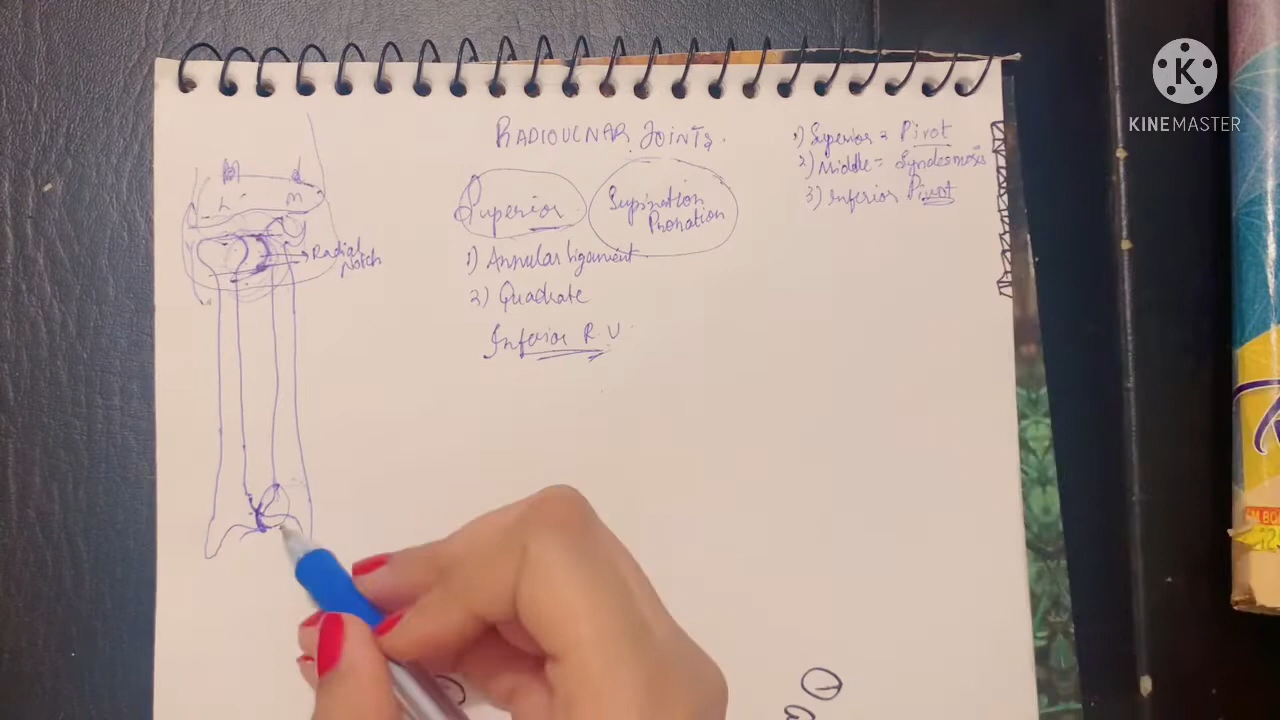 RADIOULNAR JOINTS.
Superior
Supination
Pronation
1) Annular ligament
2) Quadrate
Inferior R.U
1) Superior = Pivot
2) Middle = Syndesmosis
3) Inferior Pivot
L
m
Radial
Notch
K
KINEMASTER